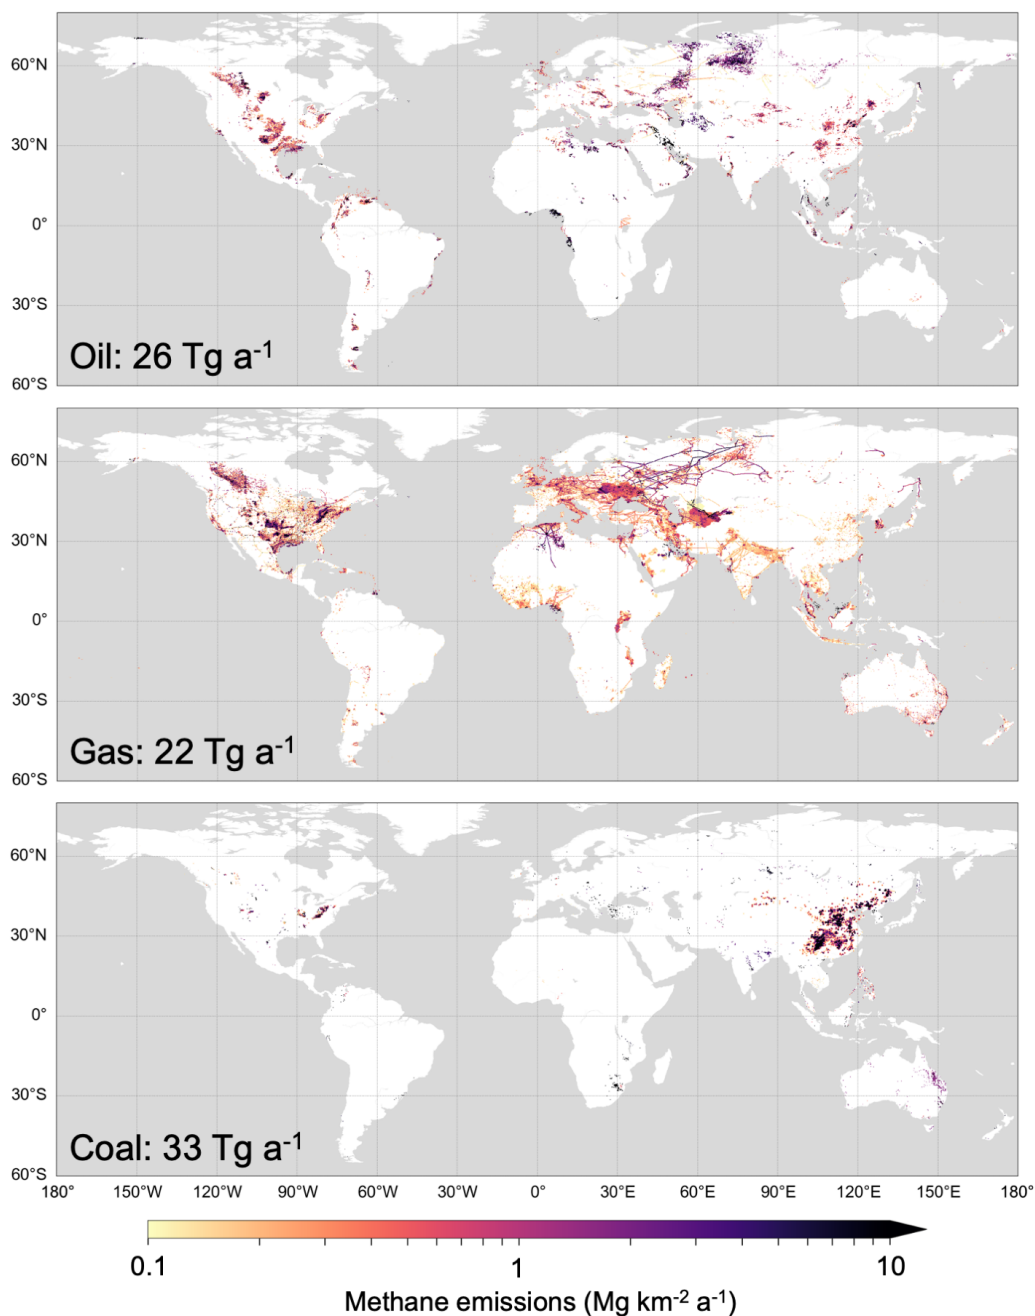 60°N
30°N
0°
30°S
Oil: 26 Tg a-1
60°S
60°N
30°N
0°
30°S
Gas: 22 Tg a-1
60°S
60°N
30°N
0°
30°S
Coal: 33 Tg a-1
60°S
180° 150°W 120°W 90°W 60°W 30°W 0° 30°E 60°E 90°E 120°E 150°E 180°
0.1 1 10
Methane emissions (Mg km-2 a-1)